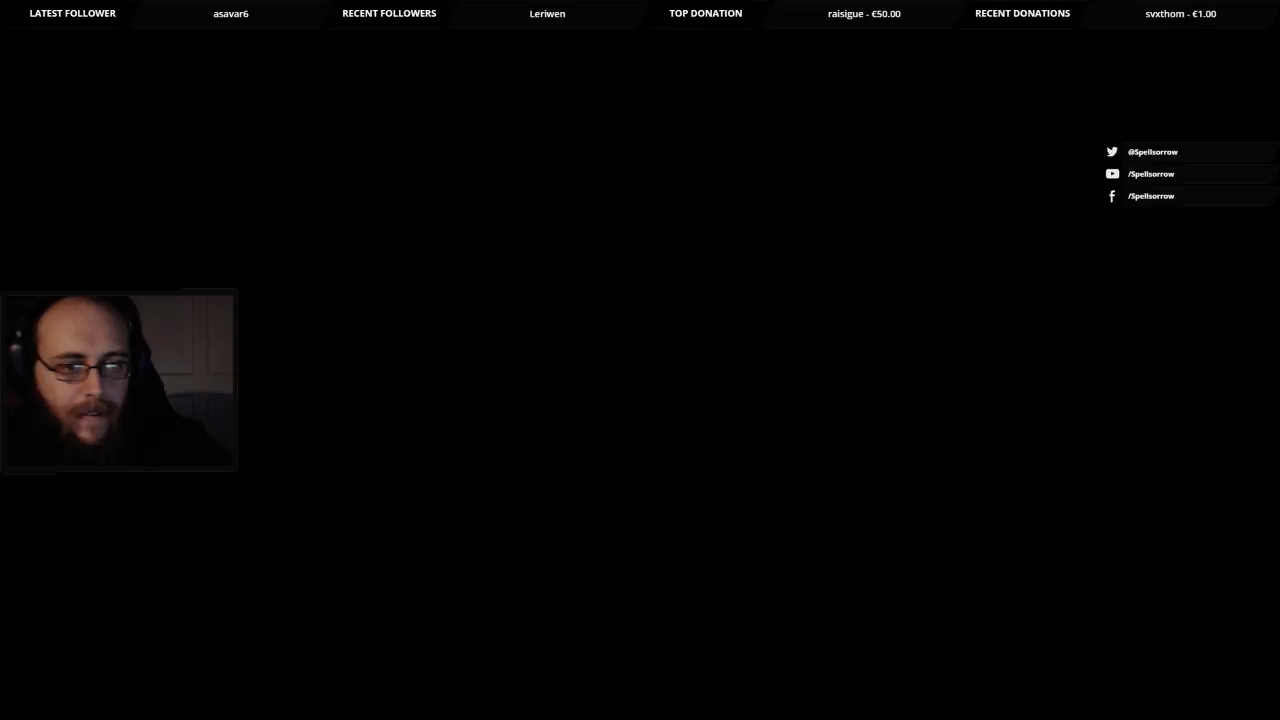 LATEST FOLLOWER asavar6 RECENT FOLLOWERS Leriwen TOP DONATION raisigue - €50.00 RECENT DONATIONS svxthom - €1.00
@Spellsorrow
/Spellsorrow
/Spellsorrow